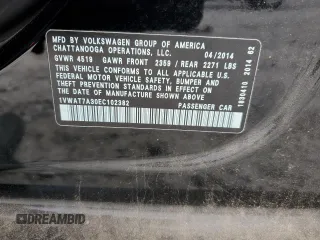 MFD BY VOLKSWAGEN GROUP OF AMERICA
CHATTANOOGA OPERATIONS, LLC. 04/2014
GVWR 4519 GAWR FRONT 2359 / REAR 2271 LBS
THIS VEHICLE CONFORMS TO ALL APPLICABLE
FEDERAL MOTOR VEHICLE SAFETY, BUMPER AND
THEFT PREVENTION STANDARDS IN EFFECT ON
THE DATE OF MANUFACTURE SHOWN ABOVE.
1VWAT7A30EC102382 PASSENGER CAR
1830410 2014 62
DREAMBID